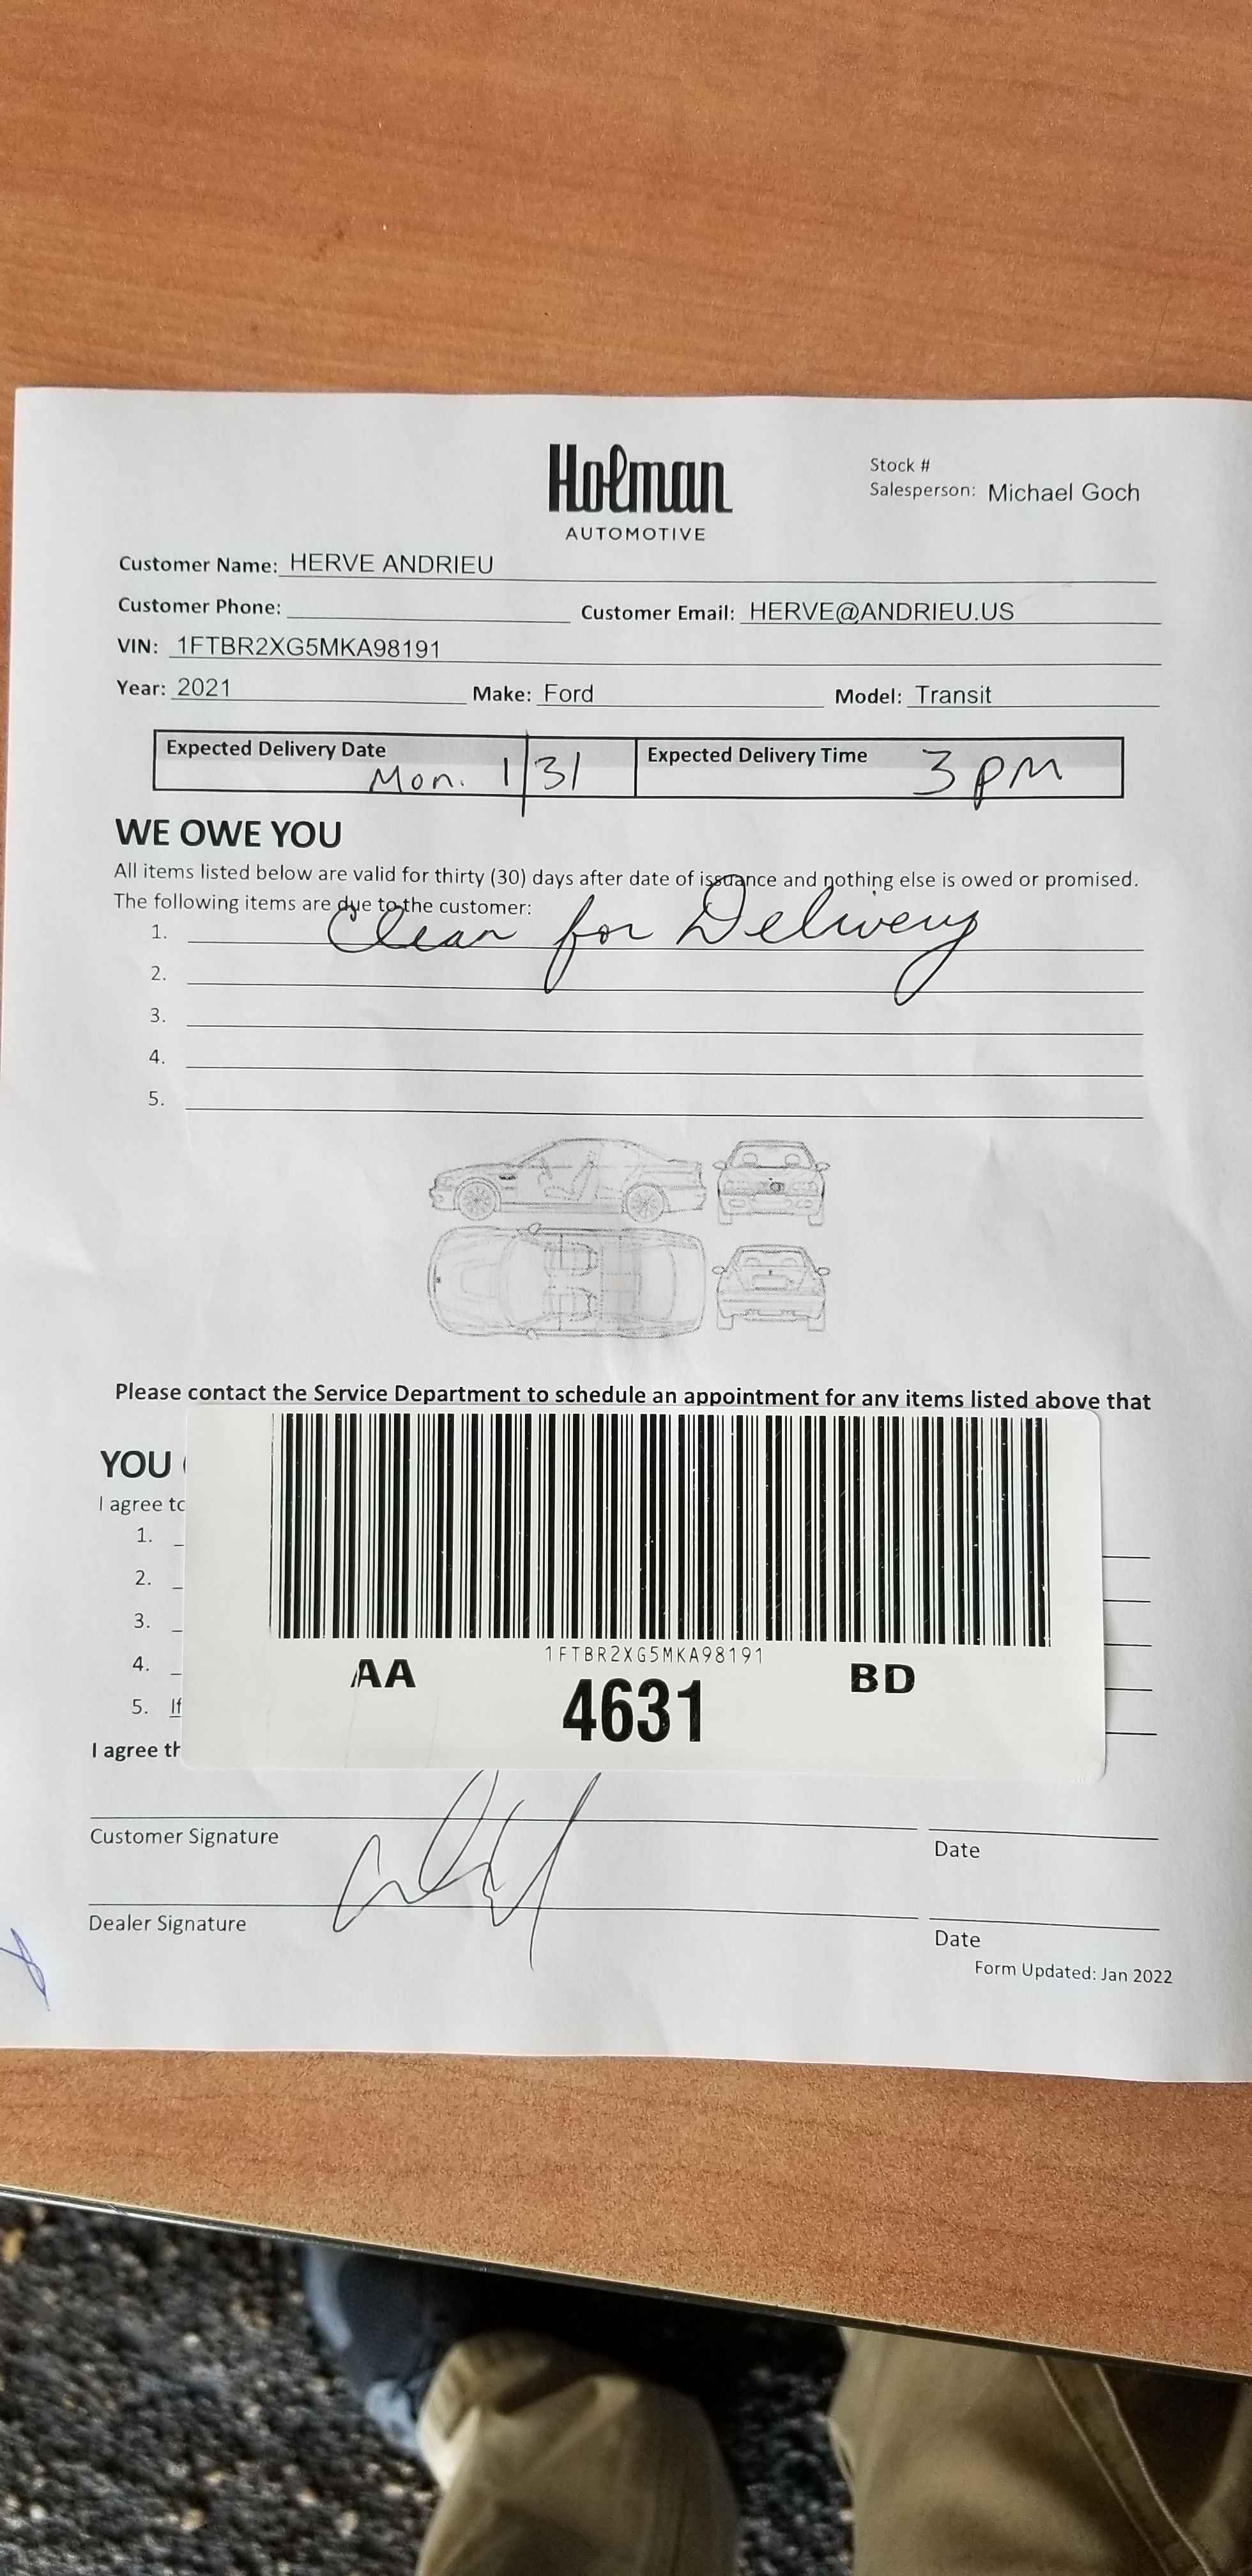 Holman
AUTOMOTIVE
Stock #
Salesperson: Michael Goch
Customer Name: HERVE ANDRIEU
Customer Phone: Customer Email: HERVE@ANDRIEU.US
VIN: 1FTBR2XG5MKA98191
Year: 2021 Make: Ford Model: Transit
Expected Delivery Date Mon. 1/31 Expected Delivery Time 3 PM
WE OWE YOU
All items listed below are valid for thirty (30) days after date of issuance and nothing else is owed or promised.
The following items are due to the customer:
1. Clean for Delivery
2.
3.
4.
5.
Please contact the Service Department to schedule an appointment for any items listed above that
YOU
I agree to
1.
2.
3.
4.
5. If
I agree th
1FTBR2XG5MKA98191
AA 4631 BD
Customer Signature Date
Dealer Signature Date
Form Updated: Jan 2022